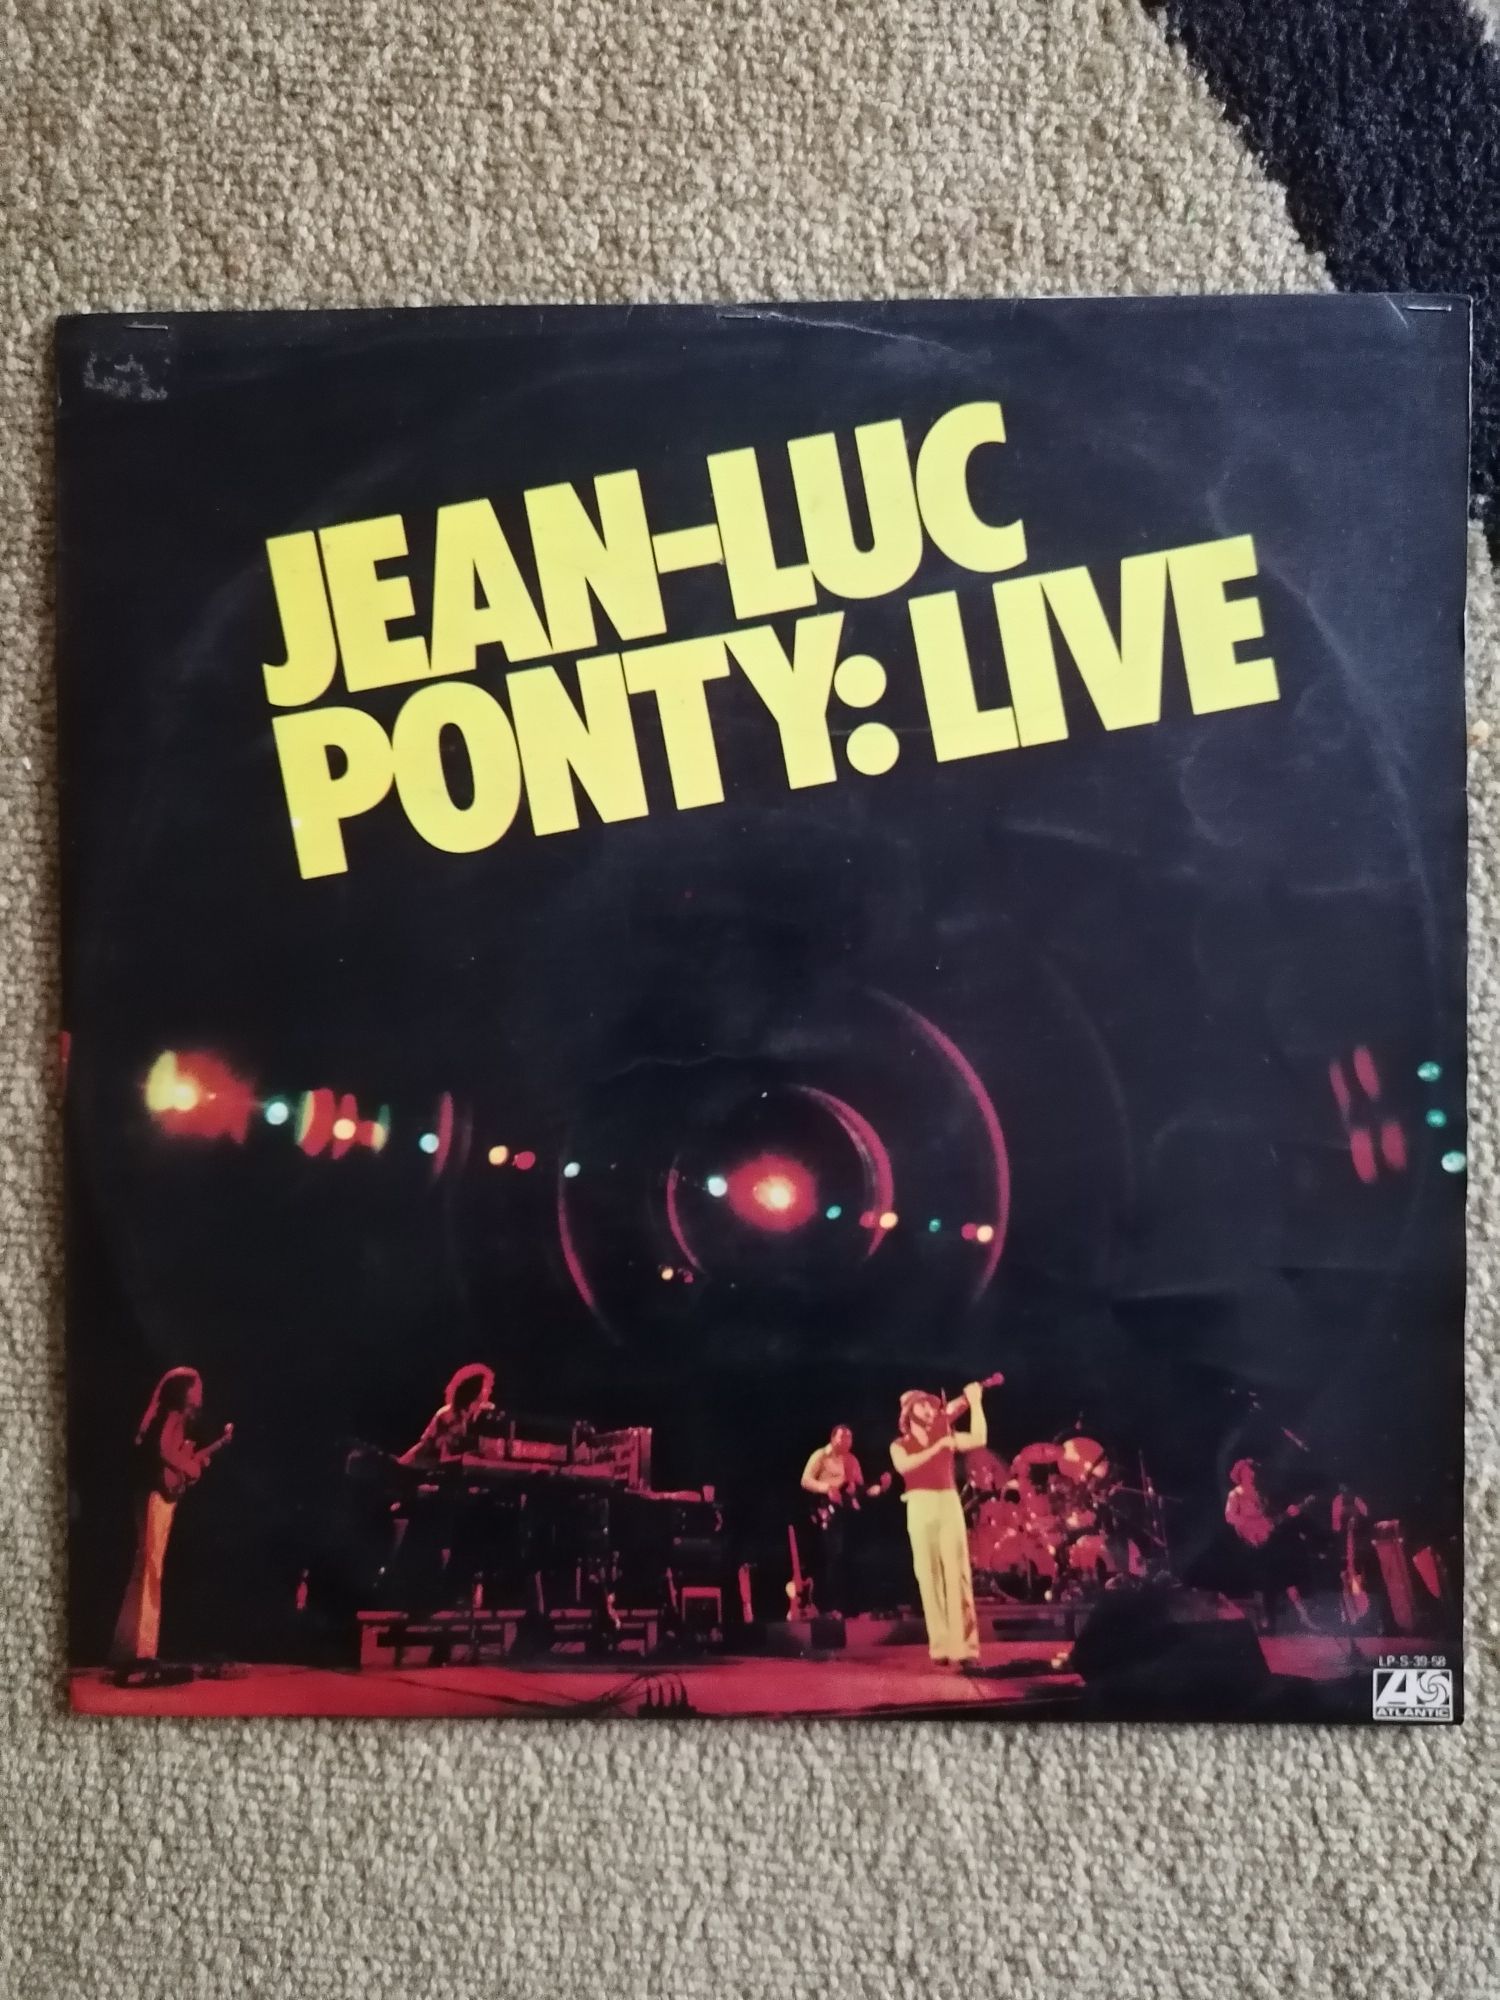 JEAN-LUC
PONTY: LIVE
LP-S-39-58
ATLANTIC